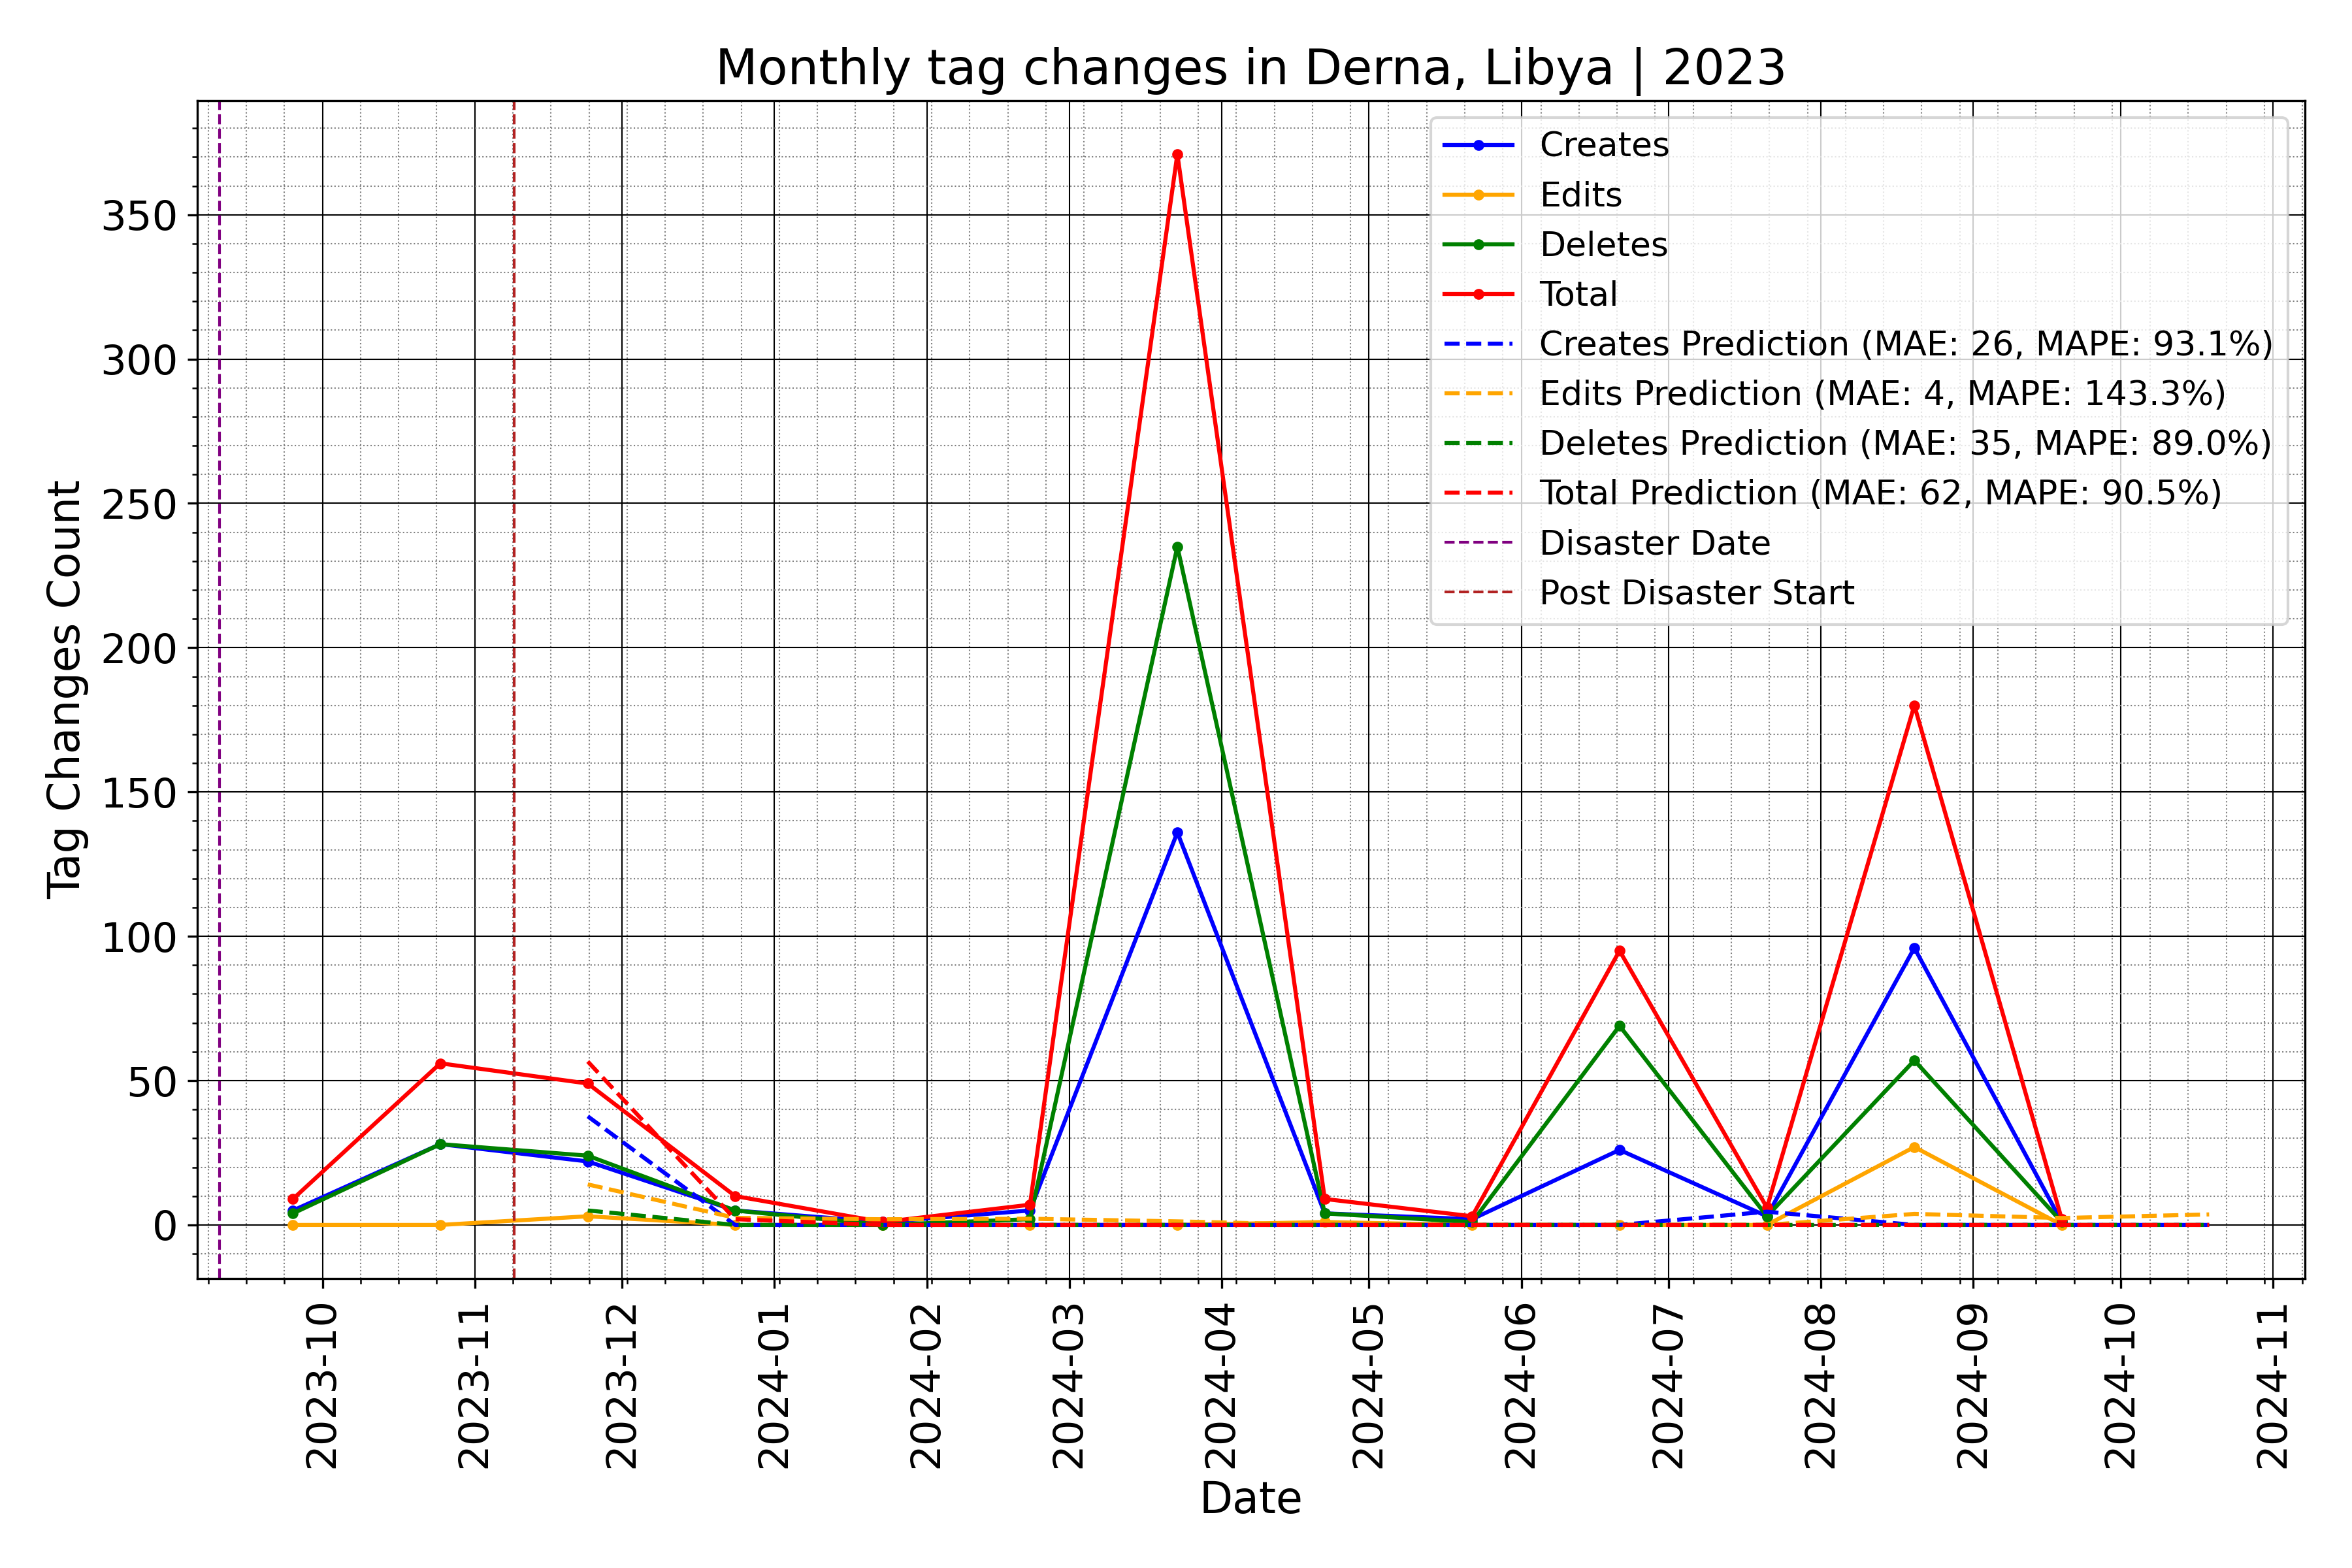 Monthly tag changes in Derna, Libya | 2023
Tag Changes Count
350
300
250
200
150
100
50
0
Creates
Edits
Deletes
Total
Creates Prediction (MAE: 26, MAPE: 93.1%)
Edits Prediction (MAE: 4, MAPE: 143.3%)
Deletes Prediction (MAE: 35, MAPE: 89.0%)
Total Prediction (MAE: 62, MAPE: 90.5%)
Disaster Date
Post Disaster Start
2023-10
2023-11
2023-12
2024-01
2024-02
2024-03
2024-04
2024-05
2024-06
2024-07
2024-08
2024-09
2024-10
2024-11
Date